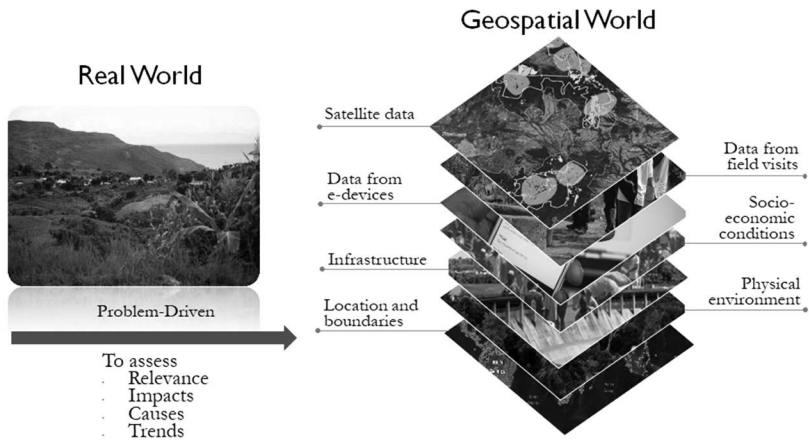 Real World
Problem-Driven
To assess
Relevance
Impacts
Causes
Trends
Geospatial World
Satellite data
Data from
e-devices
Infrastructure
Location and
boundaries
Data from
field visits
Socio-
economic
conditions
Physical
environment